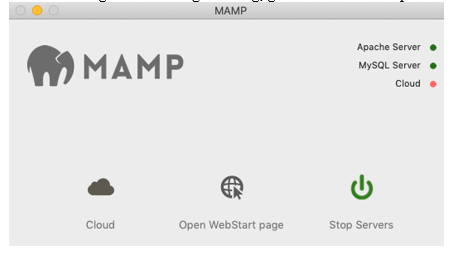 MAMP
MAMP
Apache Server
MySQL Server
Cloud
Cloud
Open WebStart page
Stop Servers